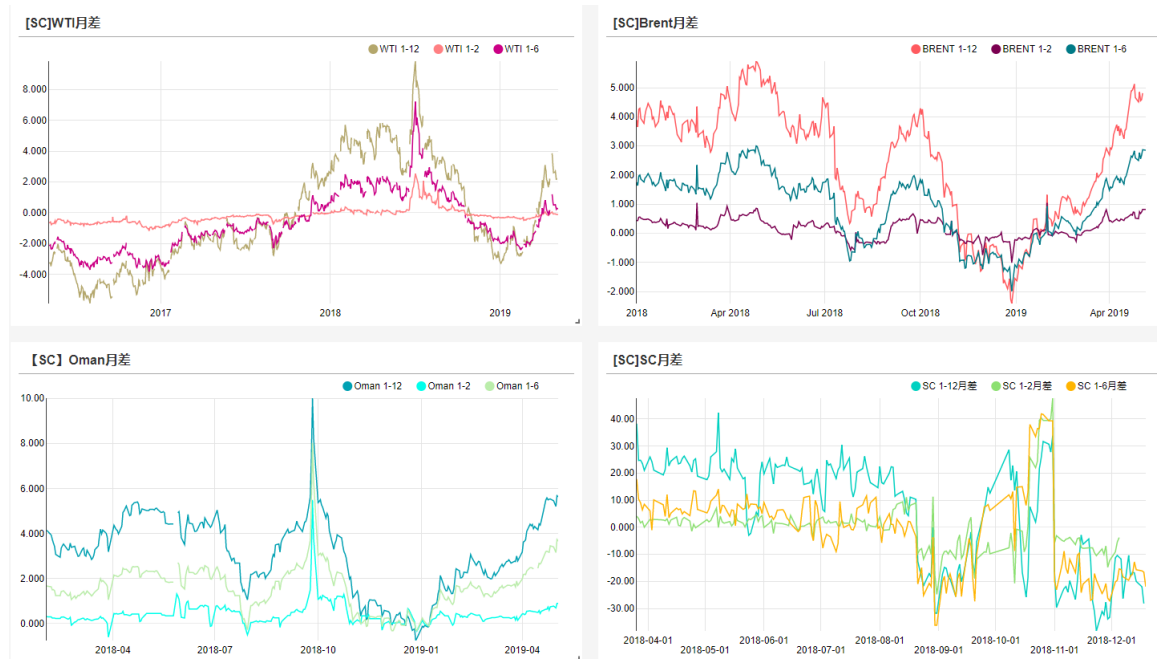 [SC]WTI月差
WTI 1-12 WTI 1-2 WTI 1-6
8.000
6.000
4.000
2.000
0.000
-2.000
-4.000
2017 2018 2019
[SC]Brent月差
BRENT 1-12 BRENT 1-2 BRENT 1-6
5.000
4.000
3.000
2.000
1.000
0.000
-1.000
-2.000
2018 Apr 2018 Jul 2018 Oct 2018 2019 Apr 2019
【SC】Oman月差
Oman 1-12 Oman 1-2 Oman 1-6
10.00
8.000
6.000
4.000
2.000
0.000
2018-04 2018-07 2018-10 2019-01 2019-04
[SC]SC月差
SC 1-12月差 SC 1-2月差 SC 1-6月差
40.00
30.00
20.00
10.00
0.000
-10.00
-20.00
-30.00
2018-04-01 2018-06-01 2018-08-01 2018-10-01 2018-12-01
2018-05-01 2018-07-01 2018-09-01 2018-11-01